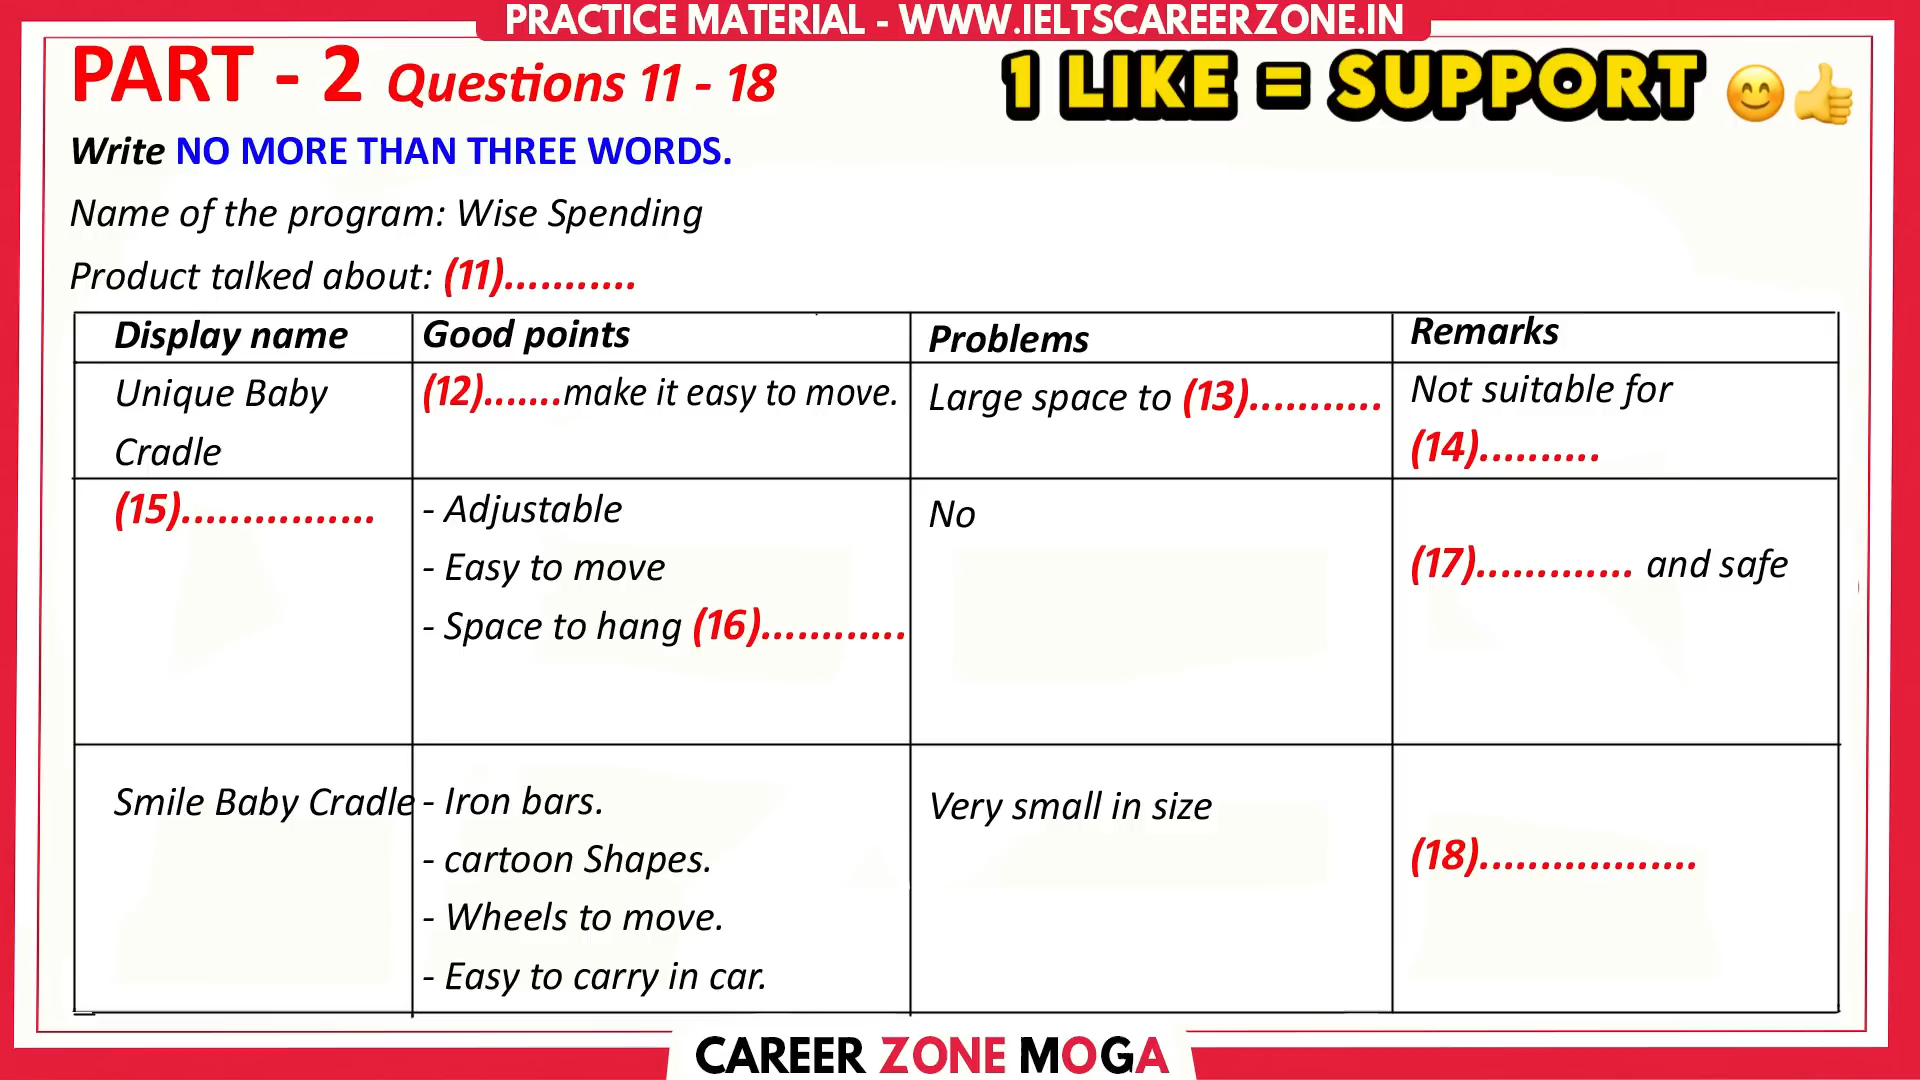 PRACTICE MATERIAL - WWW.IELTSCAREERZONE.IN
PART - 2 Questions 11 - 18
1 LIKE = SUPPORT
Write NO MORE THAN THREE WORDS.
Name of the program: Wise Spending
Product talked about: (11)...........
Display name
Good points
Problems
Remarks
Unique Baby
Cradle
(12).......make it easy to move.
Large space to (13)...........
Not suitable for
(14)..........
(15)................
- Adjustable
- Easy to move
- Space to hang (16)............
No
(17)............. and safe
Smile Baby Cradle
- Iron bars.
- cartoon Shapes.
- Wheels to move.
- Easy to carry in car.
Very small in size
(18)..................
CAREER ZONE MOGA